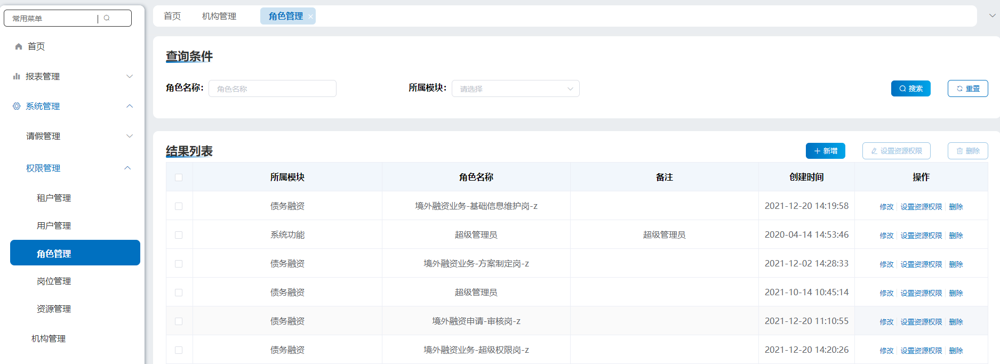 常用菜单
首页
报表管理
系统管理
请假管理
权限管理
租户管理
用户管理
角色管理
岗位管理
资源管理
机构管理
首页 机构管理 角色管理
查询条件
角色名称： 角色名称 所属模块： 请选择 搜索 重置
结果列表 新增 设置资源权限 删除
所属模块 角色名称 备注 创建时间 操作
债务融资 境外融资业务-基础信息维护岗-z 2021-12-20 14:19:58 修改 设置资源权限 删除
系统功能 超级管理员 超级管理员 2020-04-14 14:53:46 修改 设置资源权限 删除
债务融资 境外融资业务-方案制定岗-z 2021-12-02 14:28:33 修改 设置资源权限 删除
债务融资 超级管理员 2021-10-14 10:45:14 修改 设置资源权限 删除
债务融资 境外融资申请-审核岗-z 2021-12-20 11:10:55 修改 设置资源权限 删除
债务融资 境外融资业务-超级权限岗-z 2021-12-20 14:20:26 修改 设置资源权限 删除